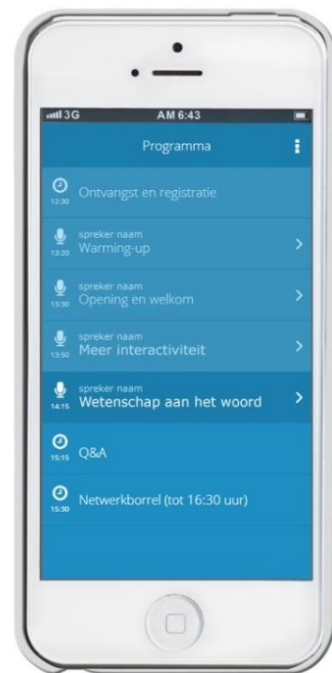 3G AM 6:43
Programma
12:30 Ontvangst en registratie
spreker naam
13:20 Warming-up
spreker naam
13:30 Opening en welkom
spreker naam
13:50 Meer interactiviteit
spreker naam
14:15 Wetenschap aan het woord
15:15 Q&A
15:30 Netwerkborrel (tot 16:30 uur)